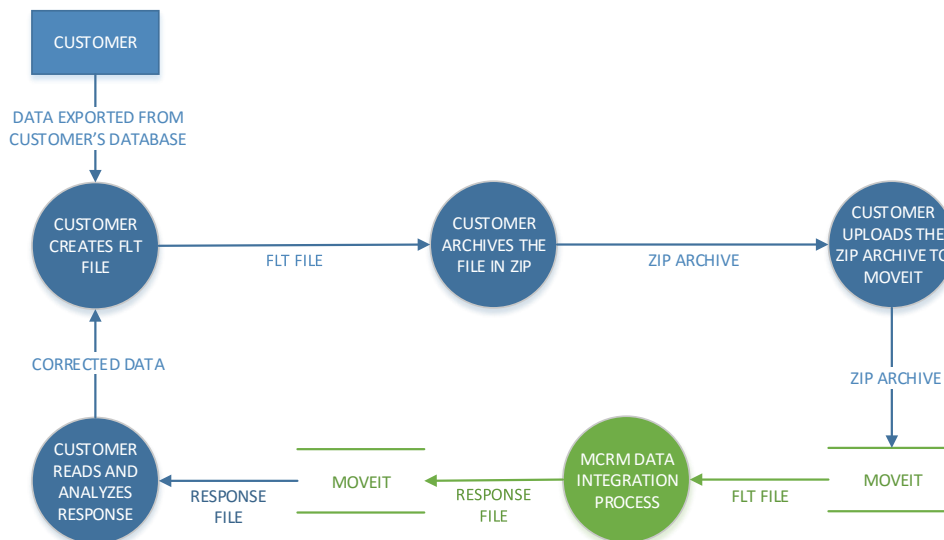 CUSTOMER
DATA EXPORTED FROM
CUSTOMER'S DATABASE
CUSTOMER
CREATES FLT
FILE
FLT FILE
CUSTOMER
ARCHIVES THE
FILE IN ZIP
ZIP ARCHIVE
CUSTOMER
UPLOADS THE
ZIP ARCHIVE TO
MOVEIT
ZIP ARCHIVE
MOVEIT
FLT FILE
MCRM DATA
INTEGRATION
PROCESS
RESPONSE
FILE
MOVEIT
RESPONSE
FILE
CUSTOMER
READS AND
ANALYZES
RESPONSE
CORRECTED DATA